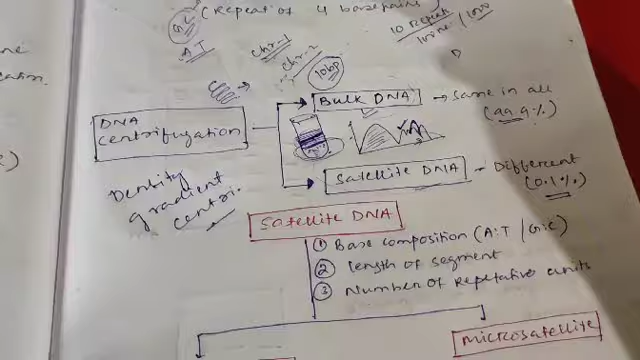 (Repeat of 4 basepairs)
G.C
A.T
chr-1
chr-2
10bp
10 Repeat
DNA
centrifugation
Bulk DNA → same in all
(99.9%)
Satellite DNA - Different
(0.1%)
Density
gradient
centri.
Satellite DNA
① Base composition (A:T / G:C)
② length of segment
③ Number of repetative units
microsatellite